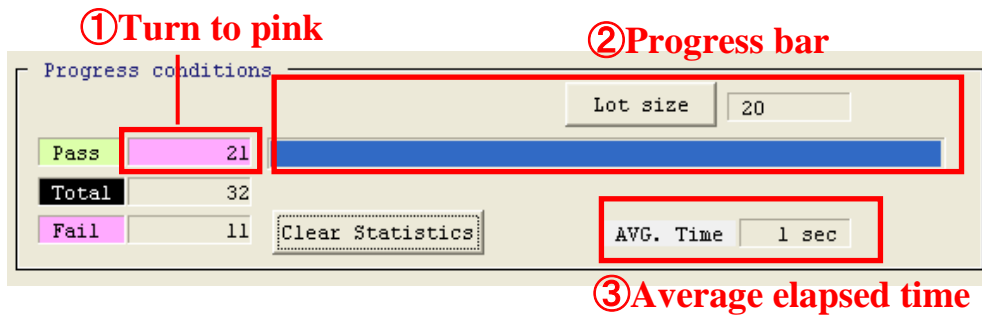 ①Turn to pink
②Progress bar
Progress conditions
Lot size 20
Pass 21
Total 32
Fail 11 Clear Statistics AVG. Time 1 sec
③Average elapsed time